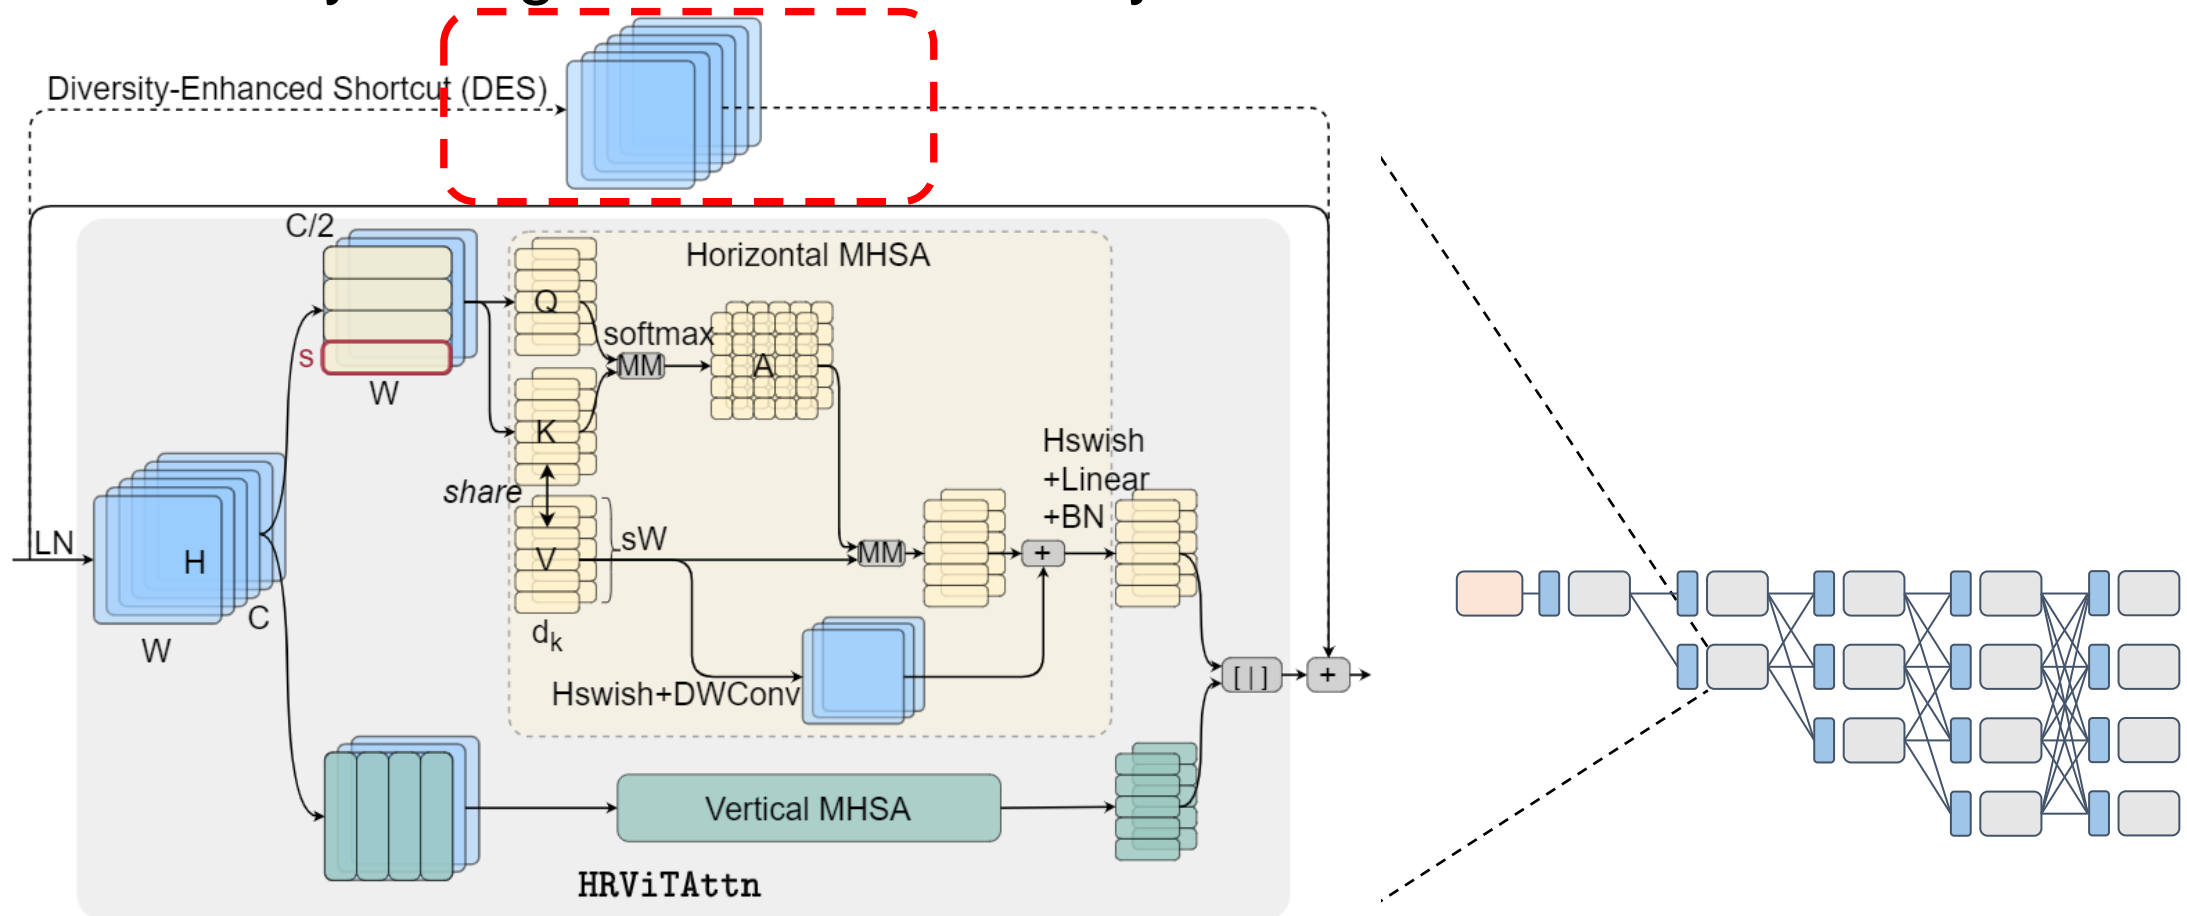 Diversity-Enhanced Shortcut (DES)
C/2
Horizontal MHSA
Q
softmax
MM
A
s
W
K
share
Hswish
+Linear
+BN
LN
H
V
sW
MM
+
C
W
dk
Hswish+DWConv
[ | ]
+
Vertical MHSA
HRViTAttn